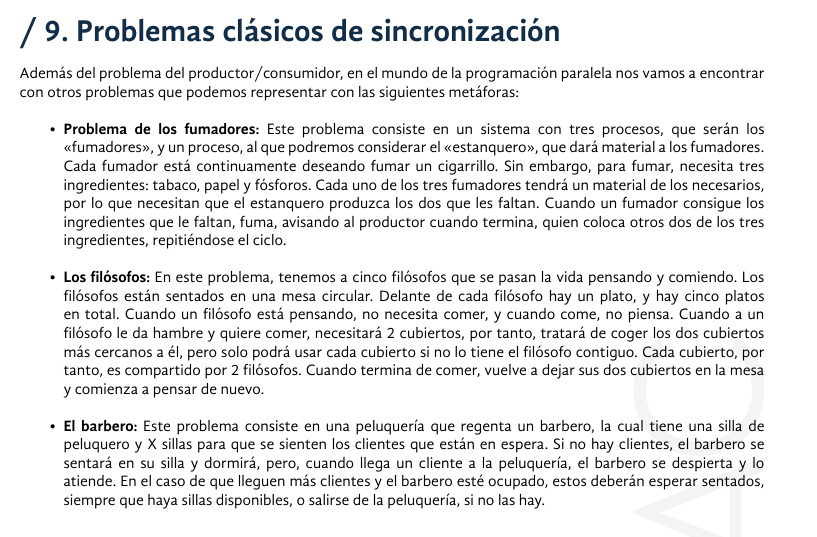 / 9. Problemas clásicos de sincronización
Además del problema del productor/consumidor, en el mundo de la programación paralela nos vamos a encontrar
con otros problemas que podemos representar con las siguientes metáforas:
• Problema de los fumadores: Este problema consiste en un sistema con tres procesos, que serán los
«fumadores», y un proceso, al que podremos considerar el «estanquero», que dará material a los fumadores.
Cada fumador está continuamente deseando fumar un cigarrillo. Sin embargo, para fumar, necesita tres
ingredientes: tabaco, papel y fósforos. Cada uno de los tres fumadores tendrá un material de los necesarios,
por lo que necesitan que el estanquero produzca los dos que les faltan. Cuando un fumador consigue los
ingredientes que le faltan, fuma, avisando al productor cuando termina, quien coloca otros dos de los tres
ingredientes, repitiéndose el ciclo.
• Los filósofos: En este problema, tenemos a cinco filósofos que se pasan la vida pensando y comiendo. Los
filósofos están sentados en una mesa circular. Delante de cada filósofo hay un plato, y hay cinco platos
en total. Cuando un filósofo está pensando, no necesita comer, y cuando come, no piensa. Cuando a un
filósofo le da hambre y quiere comer, necesitará 2 cubiertos, por tanto, tratará de coger los dos cubiertos
más cercanos a él, pero solo podrá usar cada cubierto si no lo tiene el filósofo contiguo. Cada cubierto, por
tanto, es compartido por 2 filósofos. Cuando termina de comer, vuelve a dejar sus dos cubiertos en la mesa
y comienza a pensar de nuevo.
• El barbero: Este problema consiste en una peluquería que regenta un barbero, la cual tiene una silla de
peluquero y X sillas para que se sienten los clientes que están en espera. Si no hay clientes, el barbero se
sentará en su silla y dormirá, pero, cuando llega un cliente a la peluquería, el barbero se despierta y lo
atiende. En el caso de que lleguen más clientes y el barbero esté ocupado, estos deberán esperar sentados,
siempre que haya sillas disponibles, o salirse de la peluquería, si no las hay.